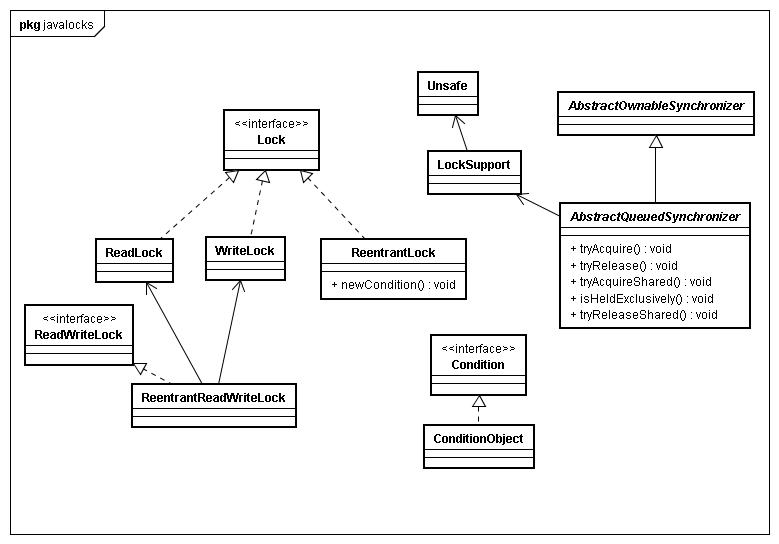 pkg javalocks
Unsafe
AbstractOwnableSynchronizer
<<interface>>
Lock
LockSupport
AbstractQueuedSynchronizer
+ tryAcquire() : void
+ tryRelease() : void
+ tryAcquireShared() : void
+ isHeldExclusively() : void
+ tryReleaseShared() : void
ReadLock
WriteLock
ReentrantLock
+ newCondition() : void
<<interface>>
ReadWriteLock
<<interface>>
Condition
ReentrantReadWriteLock
ConditionObject